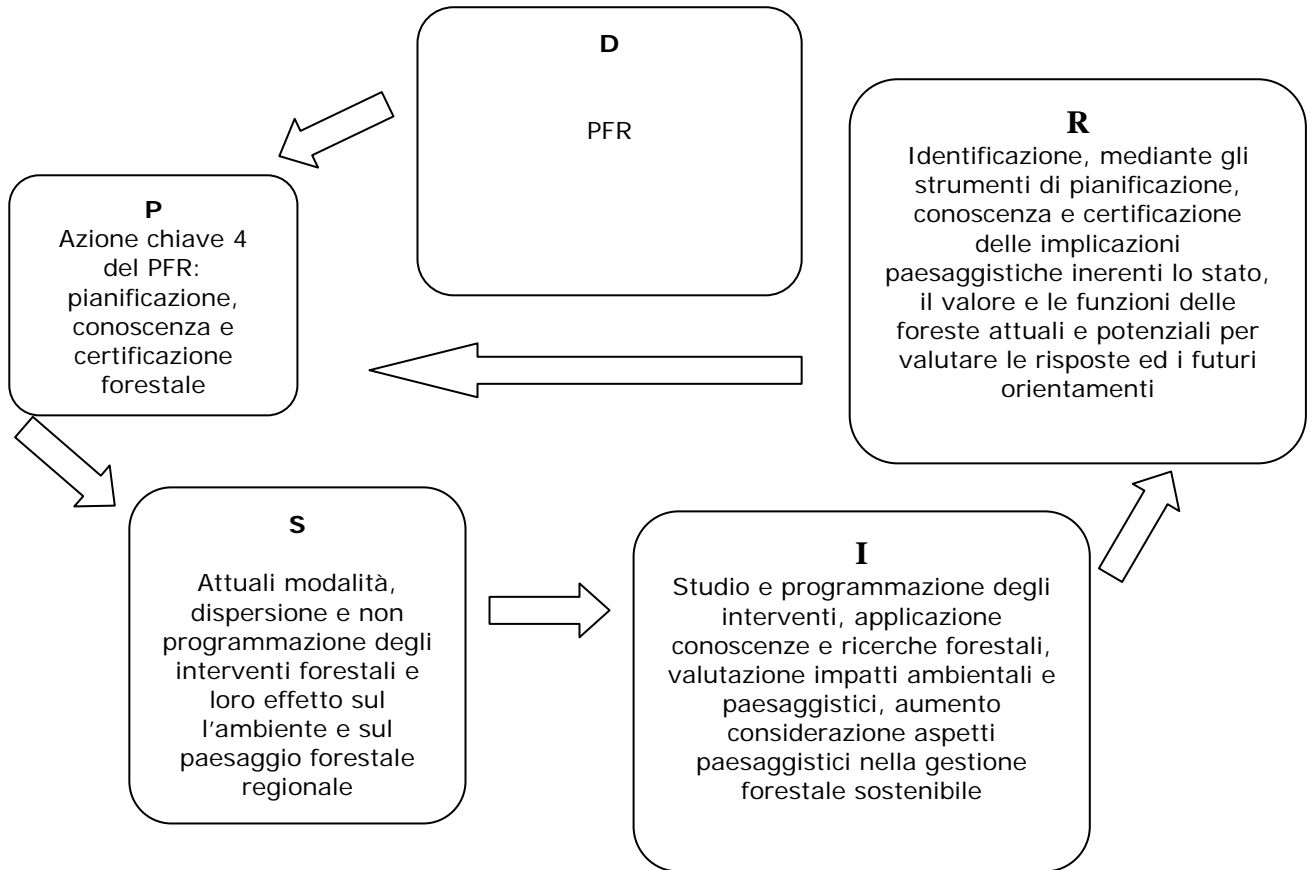 D
PFR
R
Identificazione, mediante gli
strumenti di pianificazione,
conoscenza e certificazione
delle implicazioni
paesaggistiche inerenti lo stato,
il valore e le funzioni delle
foreste attuali e potenziali per
valutare le risposte ed i futuri
orientamenti
P
Azione chiave 4
del PFR:
pianificazione,
conoscenza e
certificazione
forestale
S
Attuali modalità,
dispersione e non
programmazione degli
interventi forestali e
loro effetto sul
l'ambiente e sul
paesaggio forestale
regionale
I
Studio e programmazione degli
interventi, applicazione
conoscenze e ricerche forestali,
valutazione impatti ambientali e
paesaggistici, aumento
considerazione aspetti
paesaggistici nella gestione
forestale sostenibile